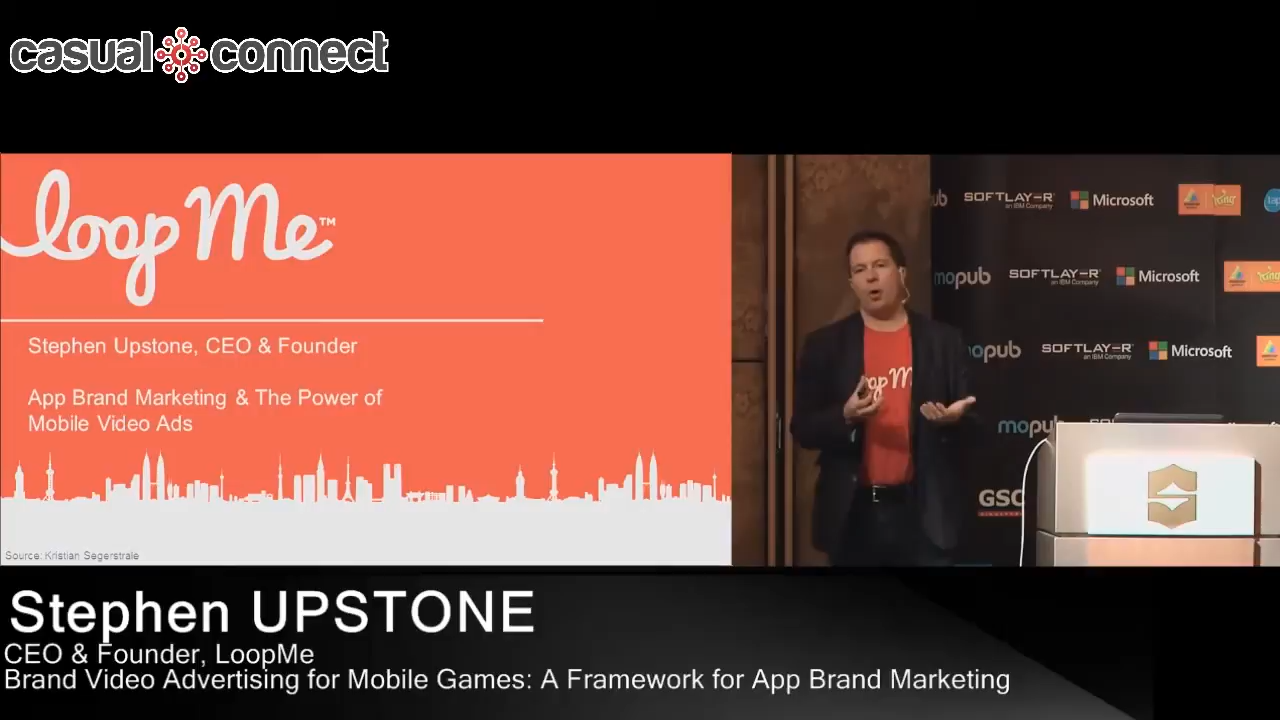 casual connect
loopMe™
Stephen Upstone, CEO & Founder
App Brand Marketing & The Power of
Mobile Video Ads
Source: Kristian Segerstrale
SOFTLAYER
an IBM Company
Microsoft
mopub
SOFTLAYER
an IBM Company
Microsoft
opub
SOFTLAYER
an IBM Company
Microsoft
mopub
GSC
opM
Stephen UPSTONE
CEO & Founder, LoopMe
Brand Video Advertising for Mobile Games: A Framework for App Brand Marketing